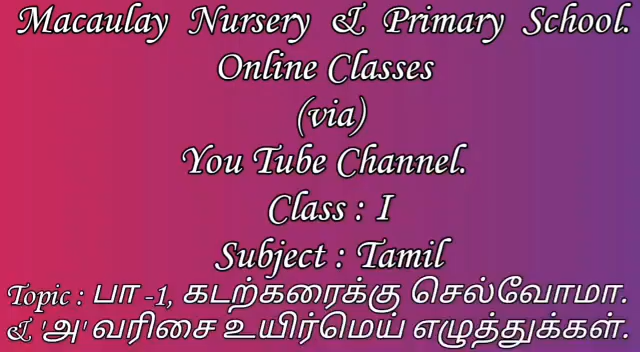 Macaulay Nursery & Primary School.
Online Classes
(via)
You Tube Channel.
Class : I
Subject : Tamil
Topic : பா -1, கடற்கரைக்கு செல்வோமா.
& 'அ' வரிசை உயிர்மெய் எழுத்துக்கள்.